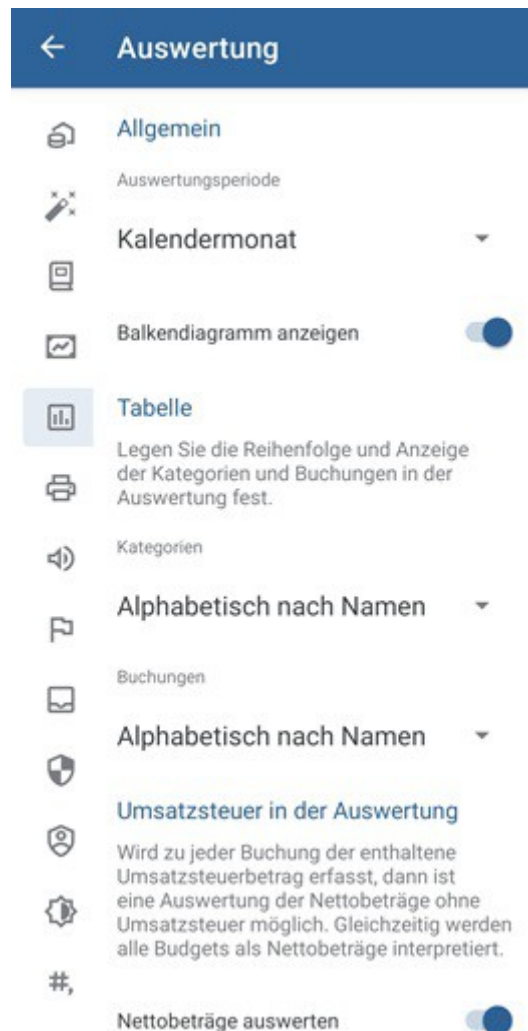 Auswertung
Allgemein
Auswertungsperiode
Kalendermonat
Balkendiagramm anzeigen
Tabelle
Legen Sie die Reihenfolge und Anzeige
der Kategorien und Buchungen in der
Auswertung fest.
Kategorien
Alphabetisch nach Namen
Buchungen
Alphabetisch nach Namen
Umsatzsteuer in der Auswertung
Wird zu jeder Buchung der enthaltene
Umsatzsteuerbetrag erfasst, dann ist
eine Auswertung der Nettobeträge ohne
Umsatzsteuer möglich. Gleichzeitig werden
alle Budgets als Nettobeträge interpretiert.
#,
Nettobeträge auswerten